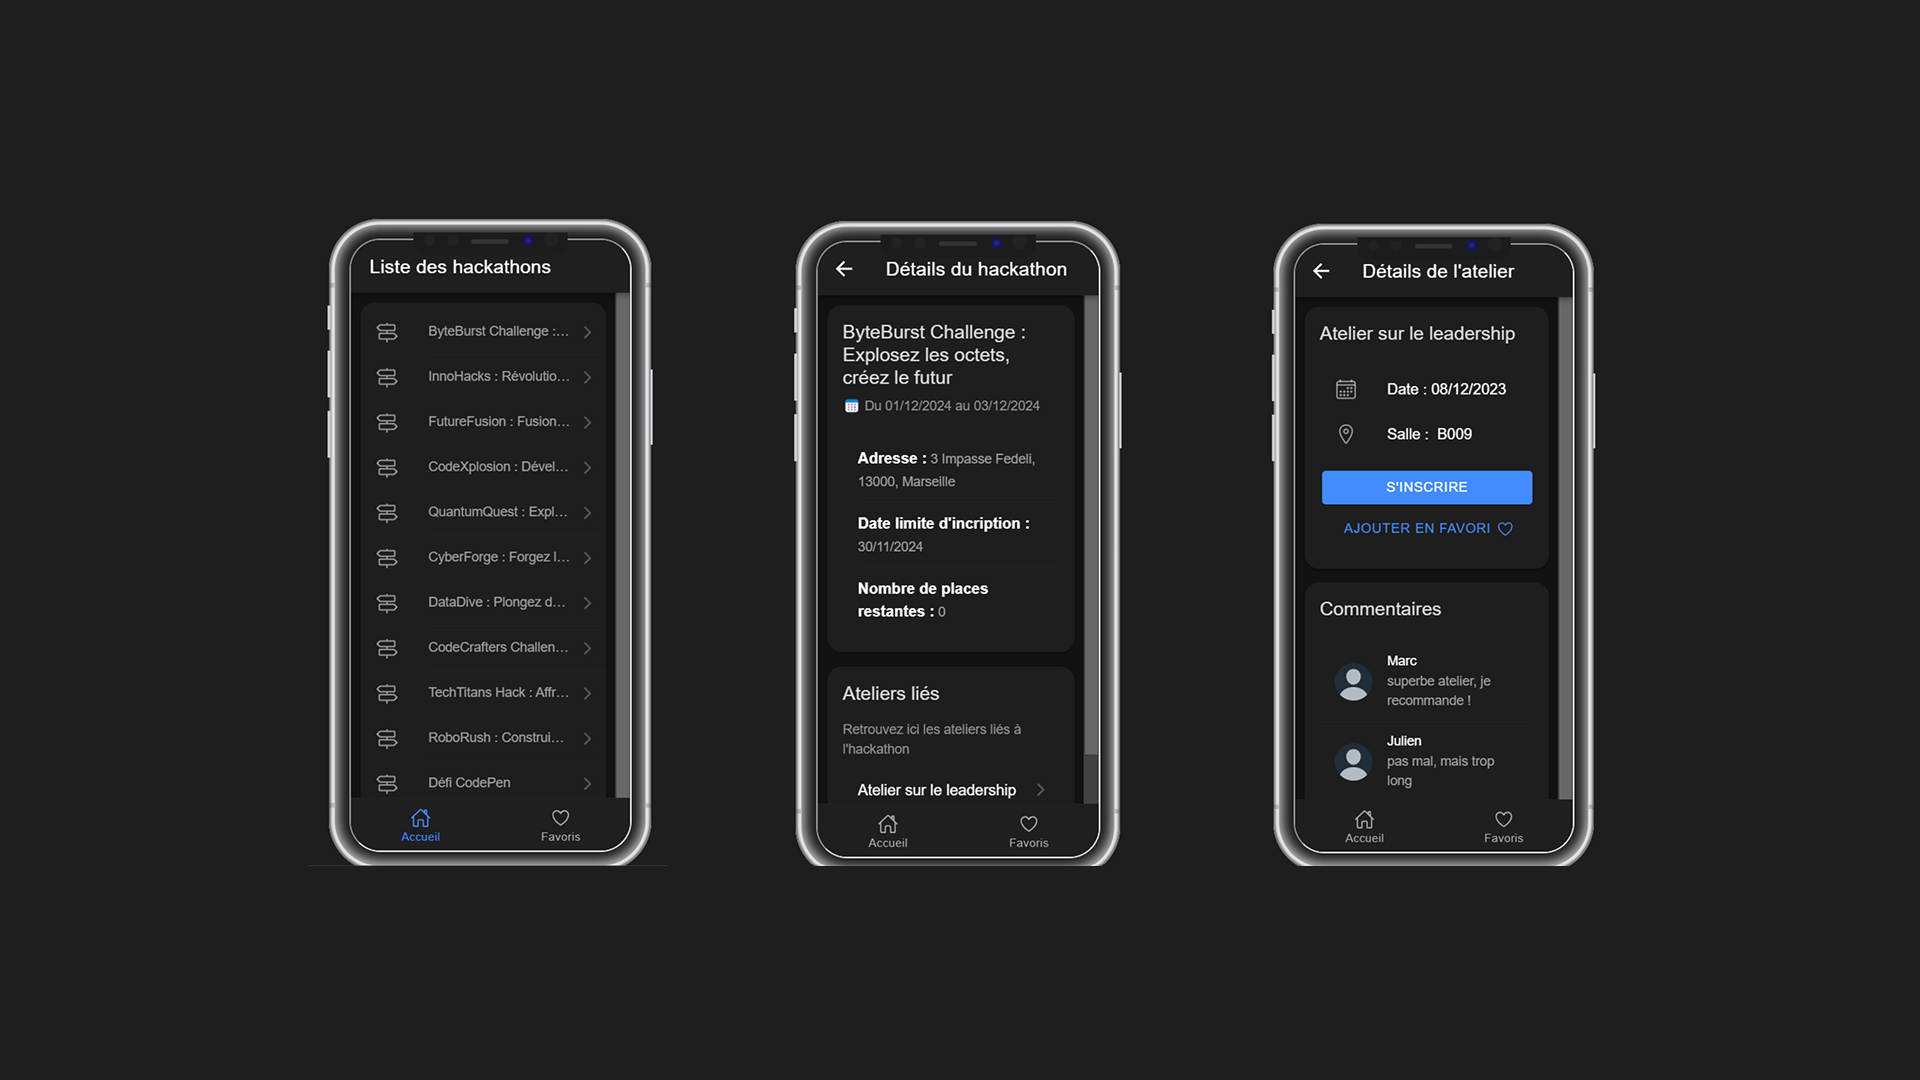 Liste des hackathons
ByteBurst Challenge :...
InnoHacks : Révolutio...
FutureFusion : Fusion...
CodeXplosion : Dével...
QuantumQuest : Expl...
CyberForge : Forgez l...
DataDive : Plongez d...
CodeCrafters Challen...
TechTitans Hack : Affr...
RoboRush : Construi...
Défi CodePen
Accueil
Favoris
Détails du hackathon
ByteBurst Challenge :
Explosez les octets,
créez le futur
Du 01/12/2024 au 03/12/2024
Adresse : 3 Impasse Fedeli,
13000, Marseille
Date limite d'incription :
30/11/2024
Nombre de places
restantes : 0
Ateliers liés
Retrouvez ici les ateliers liés à
l'hackathon
Atelier sur le leadership
Accueil
Favoris
Détails de l'atelier
Atelier sur le leadership
Date : 08/12/2023
Salle : B009
S'INSCRIRE
AJOUTER EN FAVORI
Commentaires
Marc
superbe atelier, je
recommande !
Julien
pas mal, mais trop
long
Accueil
Favoris